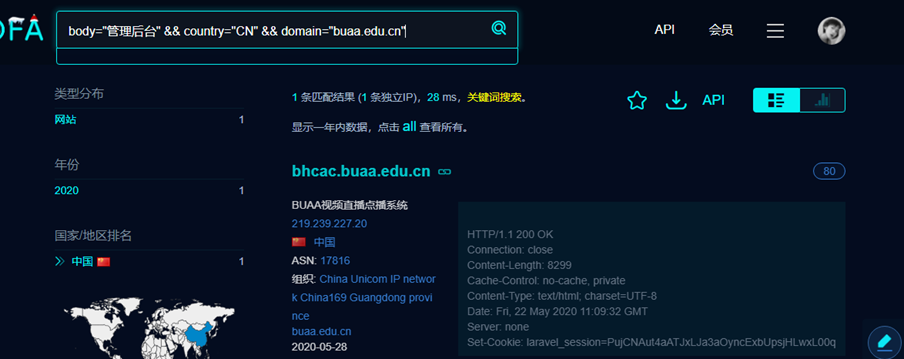 OFA
body="管理后台" && country="CN" && domain="buaa.edu.cn"
API
会员
类型分布
网站 1
年份
2020 1
国家/地区排名
中国 1
1 条匹配结果 (1 条独立IP)，28 ms，关键词搜索。
API
显示一年内数据，点击 all 查看所有。
bhcac.buaa.edu.cn
80
BUAA视频直播点播系统
219.239.227.20
中国
ASN: 17816
组织: China Unicom IP networ
k China169 Guangdong provi
nce
buaa.edu.cn
2020-05-28
HTTP/1.1 200 OK
Connection: close
Content-Length: 8299
Cache-Control: no-cache, private
Content-Type: text/html; charset=UTF-8
Date: Fri, 22 May 2020 11:09:32 GMT
Server: none
Set-Cookie: laravel_session=PujCNAut4aATJxLJa3aOyncExbUpsjHLwxL00q